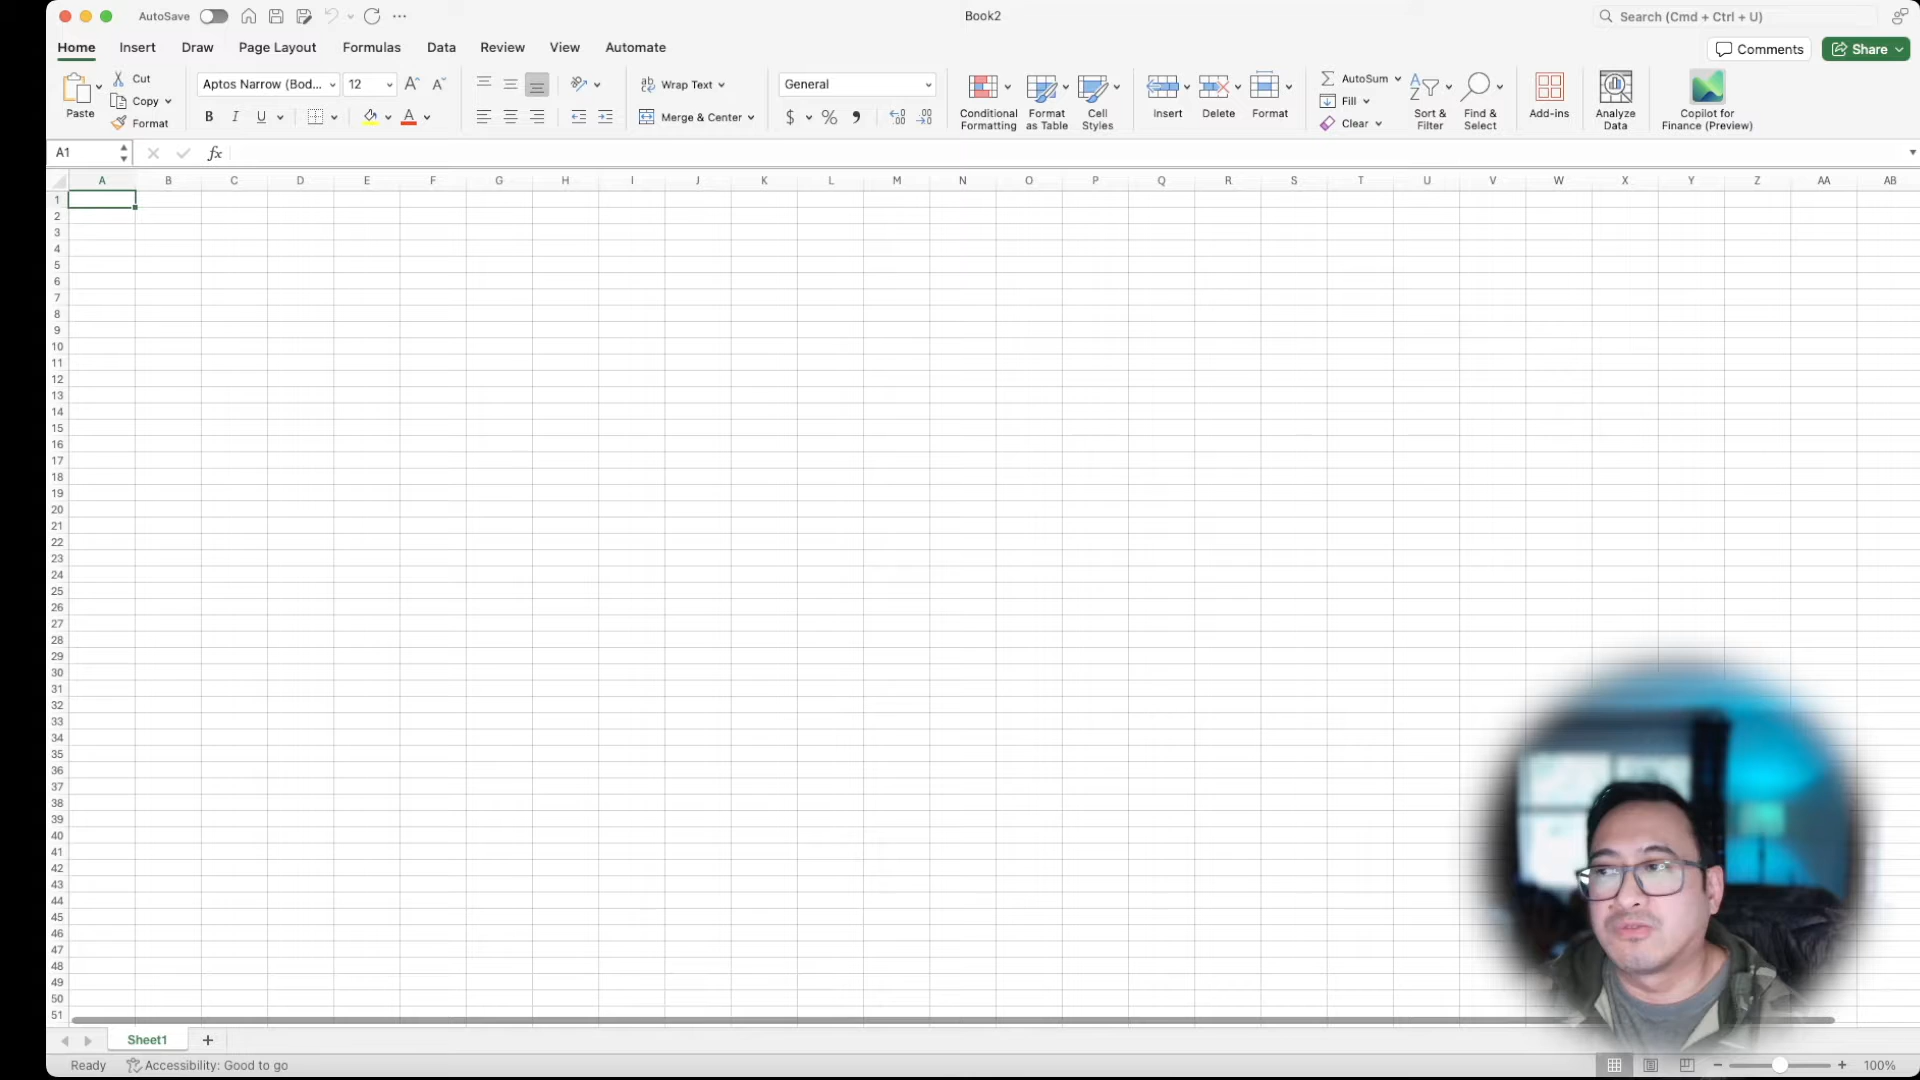 AutoSave Book2 Search (Cmd + Ctrl + U)
Home Insert Draw Page Layout Formulas Data Review View Automate Comments Share
Paste Cut Copy Format
Aptos Narrow (Bod... 12
B I U
Wrap Text
Merge & Center
General
$ % ,
Conditional Formatting
Format as Table
Cell Styles
Insert Delete Format
AutoSum
Fill
Clear
Sort & Filter
Find & Select
Add-ins
Analyze Data
Copilot for Finance (Preview)
A1 fx
A B C D E F G H I J K L M N O P Q R S T U V W X Y Z AA AB
1
2
3
4
5
6
7
8
9
10
11
12
13
14
15
16
17
18
19
20
21
22
23
24
25
26
27
28
29
30
31
32
33
34
35
36
37
38
39
40
41
42
43
44
45
46
47
48
49
50
51
Sheet1 +
Ready Accessibility: Good to go 100%